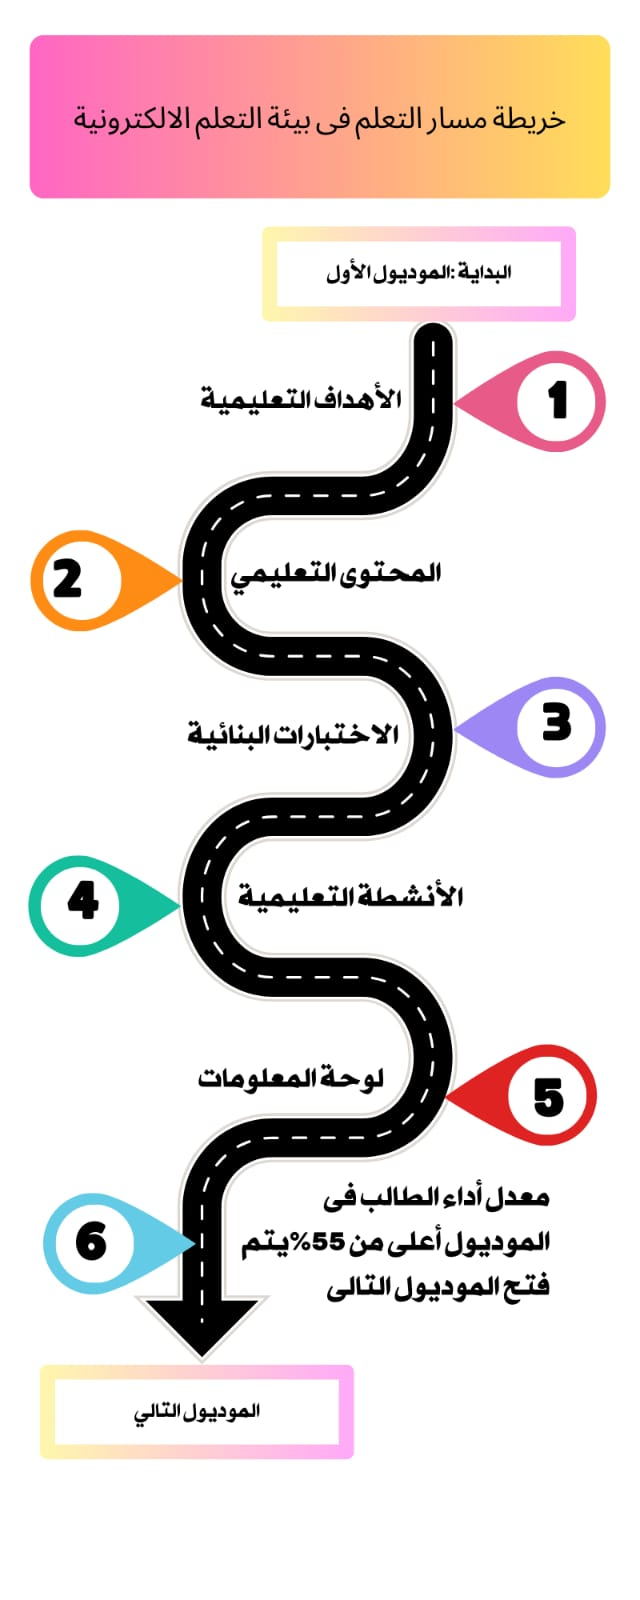 خريطة مسار التعلم فى بيئة التعلم الالكترونية
البداية :الموديول الأول
1
الأهداف التعليمية
2
المحتوى التعليمي
3
الاختبارات البنائية
4
الأنشطة التعليمية
5
لوحة المعلومات
6
معدل أداء الطالب فى
الموديول أعلى من 55%يتم
فتح الموديول التالى
الموديول التالي